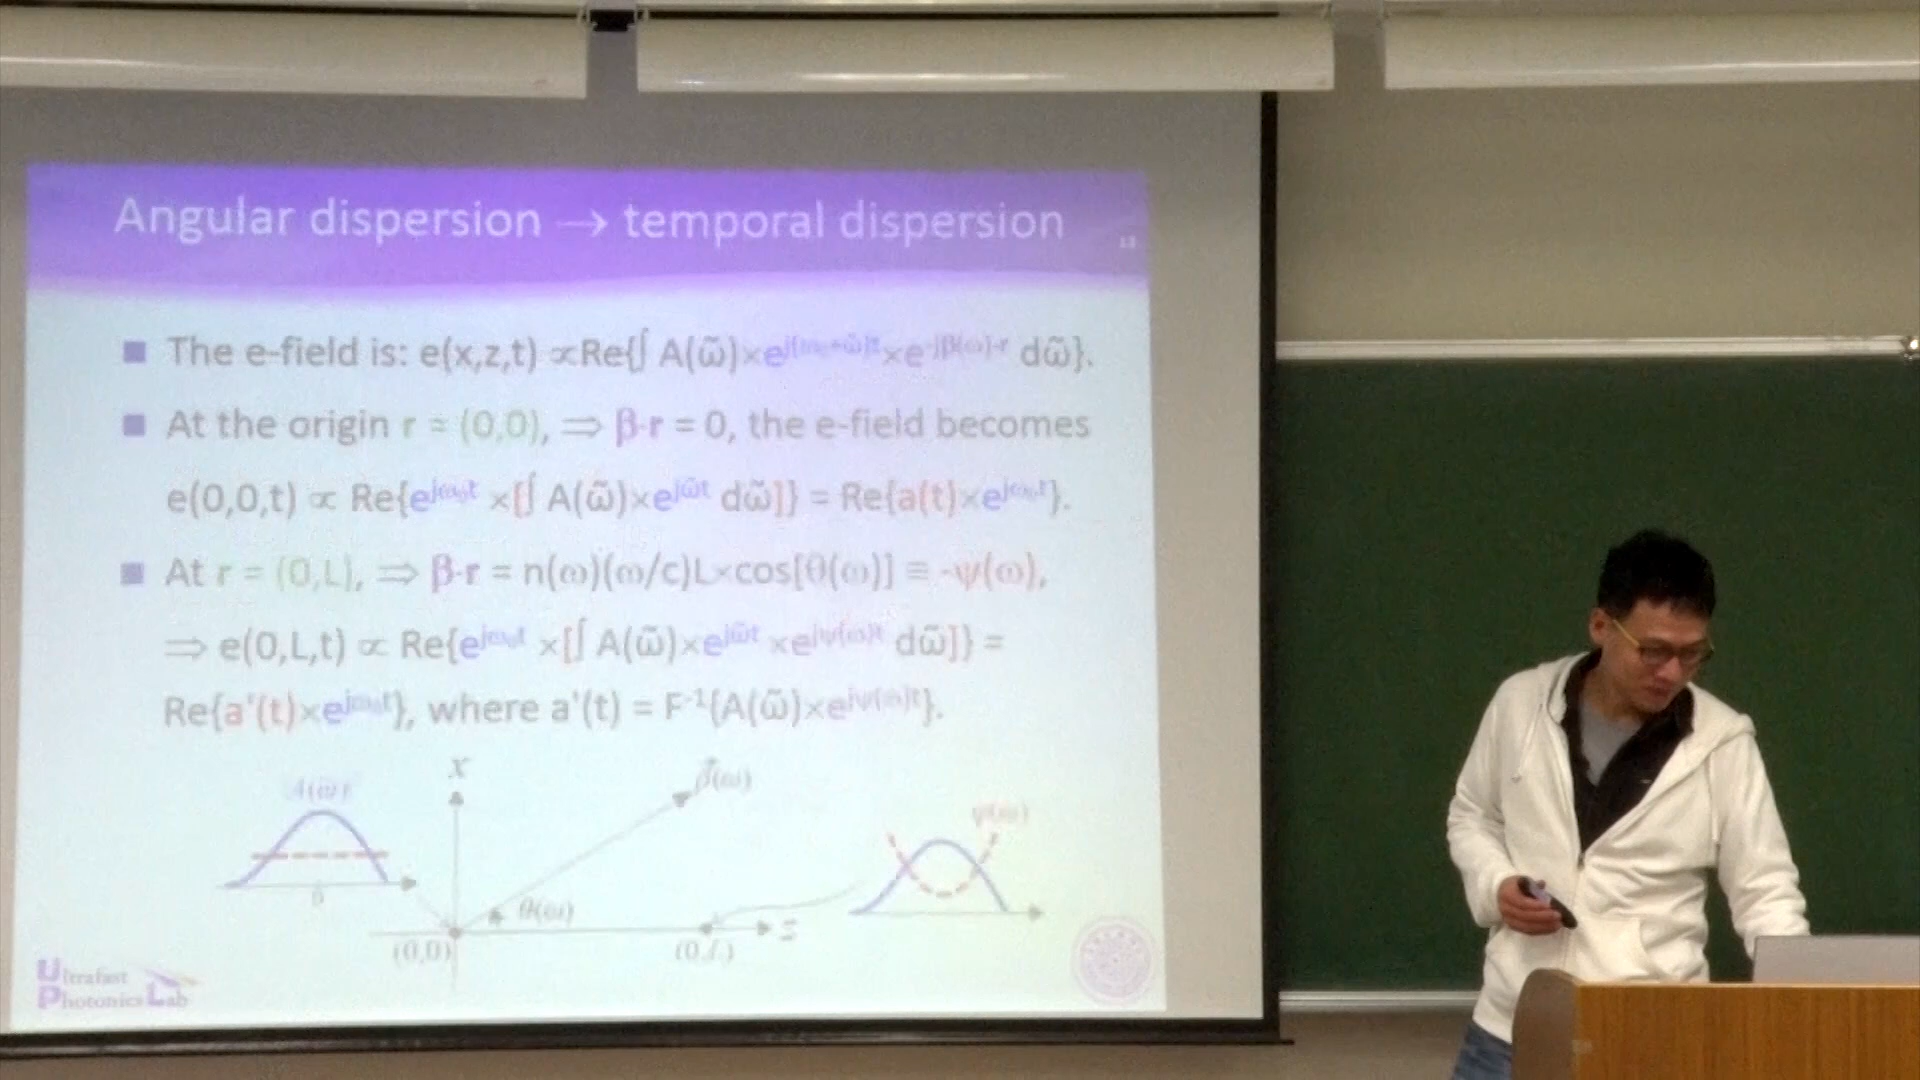 Angular dispersion → temporal dispersion
13
■ The e-field is: e(x,z,t) ∝Re{∫ A(ω̃)×e^j(ω₀+ω̃)t ×e^-jβ(ω)·r dω̃}.
■ At the origin r = (0,0), ⇒ β·r = 0, the e-field becomes
e(0,0,t) ∝ Re{e^jω₀t ×[∫ A(ω̃)×e^jω̃t dω̃]} = Re{a(t)×e^jω₀t}.
■ At r = (0,L), ⇒ β·r = n(ω)(ω/c)L×cos[θ(ω)] ≡ -ψ(ω),
⇒ e(0,L,t) ∝ Re{e^jω₀t ×[∫ A(ω̃)×e^jω̃t ×e^jψ(ω)t dω̃]} =
Re{a'(t)×e^jω₀t}, where a'(t) = F⁻¹{A(ω̃)×e^jψ(ω)t}.
A(ω̃)
x
β⃗(ω)
ψ(ω)
0
θ(ω)
z
(0,0)
(0,L)
Ultrafast
Photonics Lab